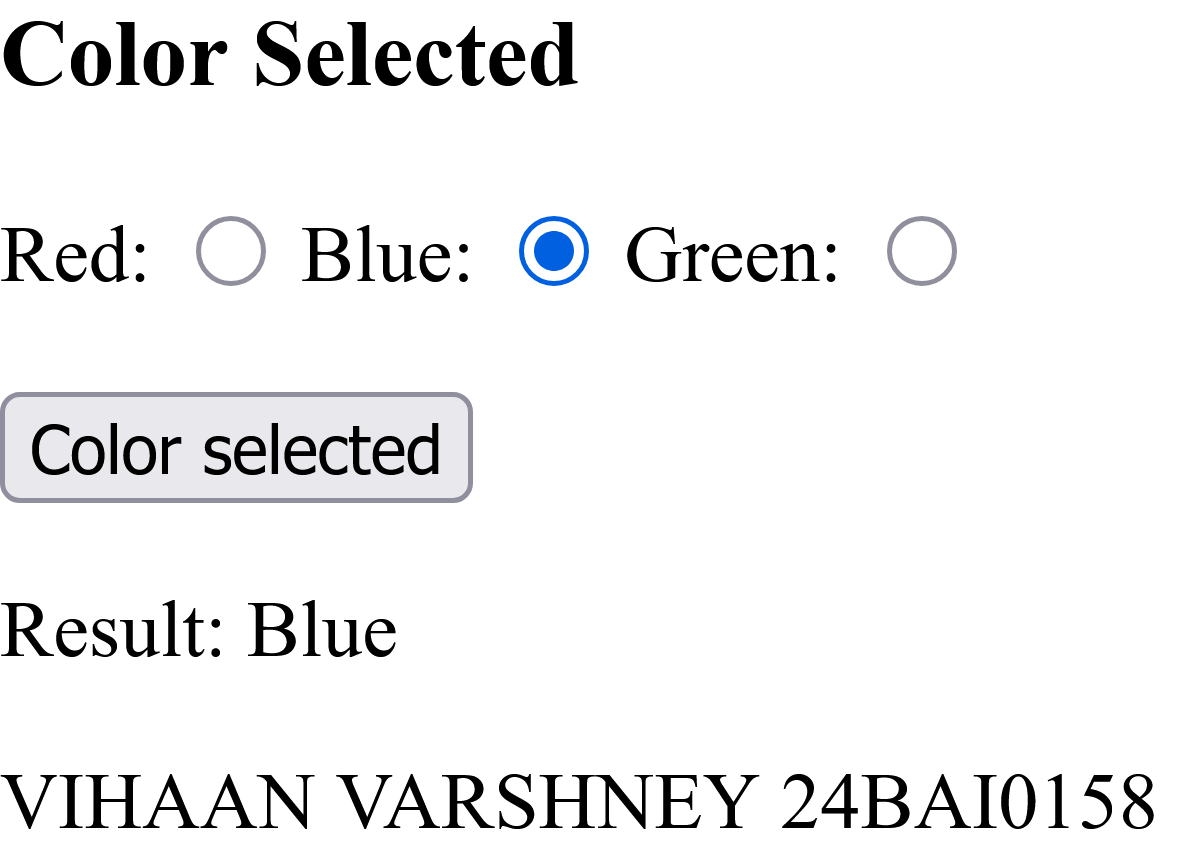 Color Selected
Red: Blue: Green:
Color selected
Result: Blue
VIHAAN VARSHNEY 24BAI0158